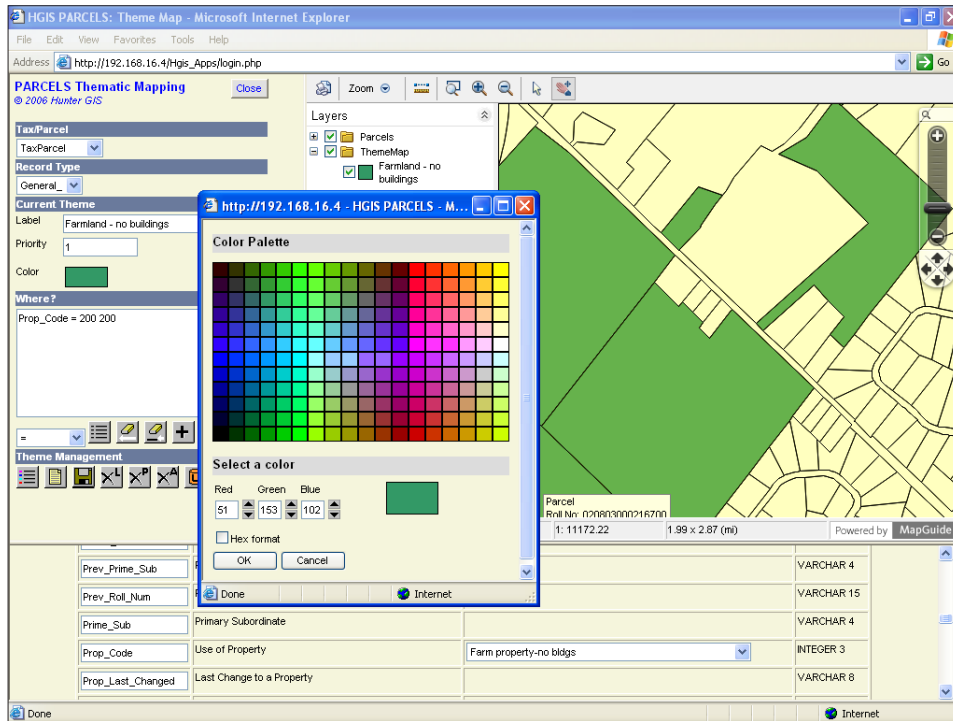 HGIS PARCELS: Theme Map - Microsoft Internet Explorer
File Edit View Favorites Tools Help
Address http://192.168.16.4/Hgis_Apps/login.php Go
PARCELS Thematic Mapping Close
© 2006 Hunter GIS
Tax/Parcel
TaxParcel
Record Type
General_
Current Theme
Label Farmland - no buildings
Priority 1
Color
Where?
Prop_Code = 200 200
=
Theme Management
Zoom
Layers
Parcels
ThemeMap
Farmland - no
buildings
http://192.168.16.4 - HGIS PARCELS - M...
Color Palette
Select a color
Red Green Blue
51 153 102
Hex format
OK Cancel
Done Internet
Parcel
Roll No: 020803000216700
1: 11172.22 1.99 x 2.87 (mi) Powered by MapGuide
VARCHAR 4
Prev_Prime_Sub
Prev_Roll_Num VARCHAR 15
Prime_Sub Primary Subordinate VARCHAR 4
Prop_Code Use of Property Farm property-no bldgs INTEGER 3
Prop_Last_Changed Last Change to a Property VARCHAR 8
Done Internet